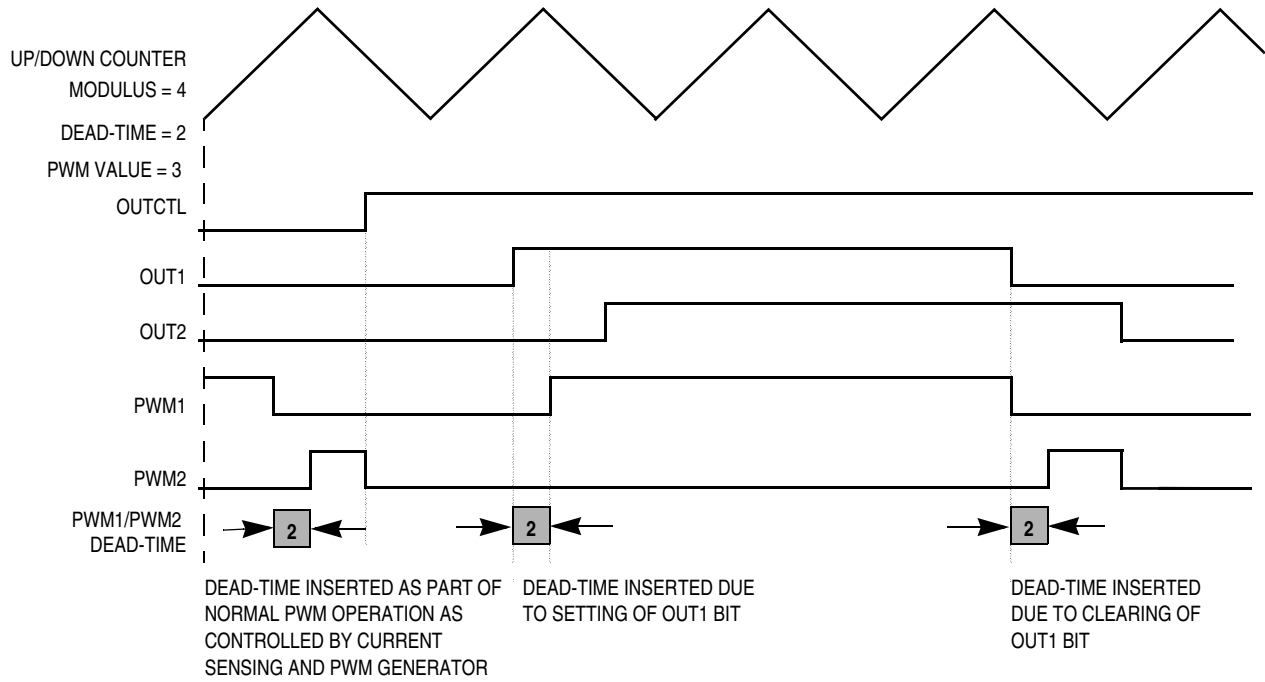 UP/DOWN COUNTER
MODULUS = 4
DEAD-TIME = 2
PWM VALUE = 3
OUTCTL
OUT1
OUT2
PWM1
PWM2
PWM1/PWM2
DEAD-TIME
2
2
2
DEAD-TIME INSERTED AS PART OF
NORMAL PWM OPERATION AS
CONTROLLED BY CURRENT
SENSING AND PWM GENERATOR
DEAD-TIME INSERTED DUE
TO SETTING OF OUT1 BIT
DEAD-TIME INSERTED
DUE TO CLEARING OF
OUT1 BIT